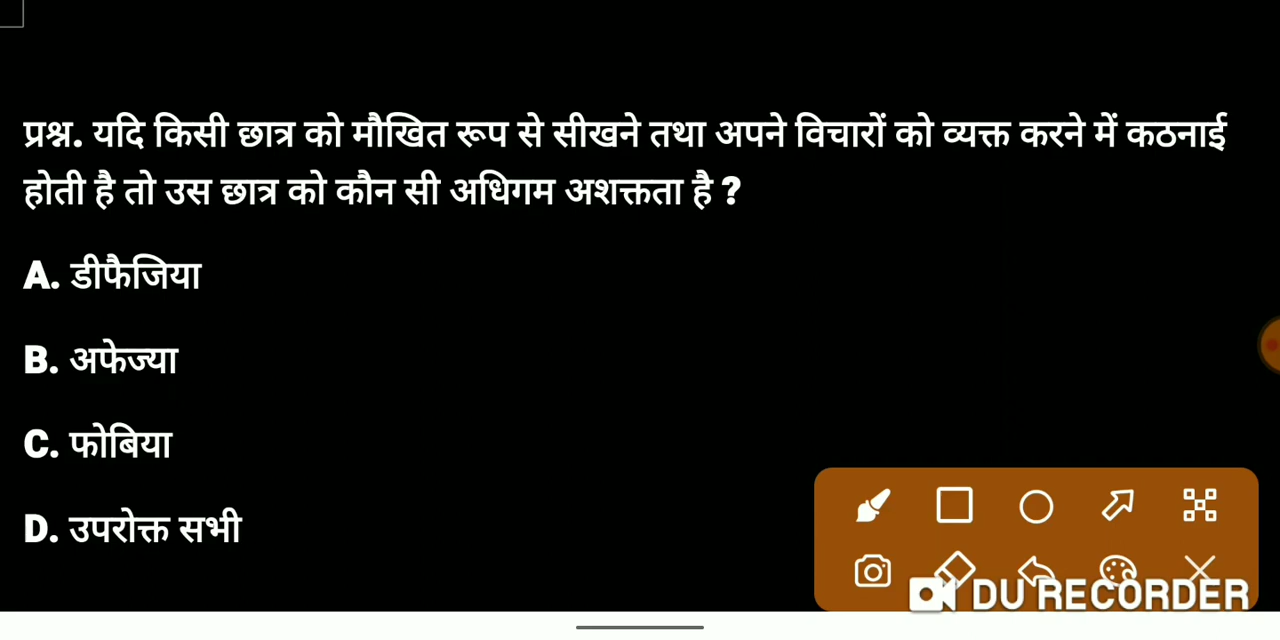 प्रश्न. यदि किसी छात्र को मौखित रूप से सीखने तथा अपने विचारों को व्यक्त करने में कठनाई
होती है तो उस छात्र को कौन सी अधिगम अशक्तता है ?
A. डीफैजिया
B. अफेज्या
C. फोबिया
D. उपरोक्त सभी
DU RECORDER